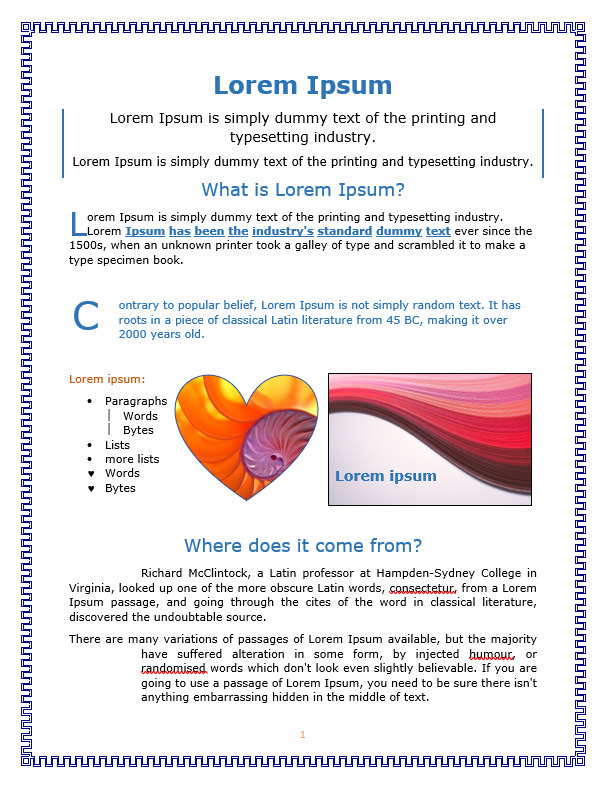 Lorem Ipsum
Lorem Ipsum is simply dummy text of the printing and
typesetting industry.
Lorem Ipsum is simply dummy text of the printing and typesetting industry.
What is Lorem Ipsum?
Lorem Ipsum is simply dummy text of the printing and typesetting industry.
Lorem Ipsum has been the industry's standard dummy text ever since the
1500s, when an unknown printer took a galley of type and scrambled it to make a
type specimen book.
Contrary to popular belief, Lorem Ipsum is not simply random text. It has
roots in a piece of classical Latin literature from 45 BC, making it over
2000 years old.
Lorem ipsum:
• Paragraphs
| Words
| Bytes
• Lists
• more lists
♥ Words
♥ Bytes
Lorem ipsum
Where does it come from?
Richard McClintock, a Latin professor at Hampden-Sydney College in
Virginia, looked up one of the more obscure Latin words, consectetur, from a Lorem
Ipsum passage, and going through the cites of the word in classical literature,
discovered the undoubtable source.
There are many variations of passages of Lorem Ipsum available, but the majority
have suffered alteration in some form, by injected humour, or
randomised words which don't look even slightly believable. If you are
going to use a passage of Lorem Ipsum, you need to be sure there isn't
anything embarrassing hidden in the middle of text.
1